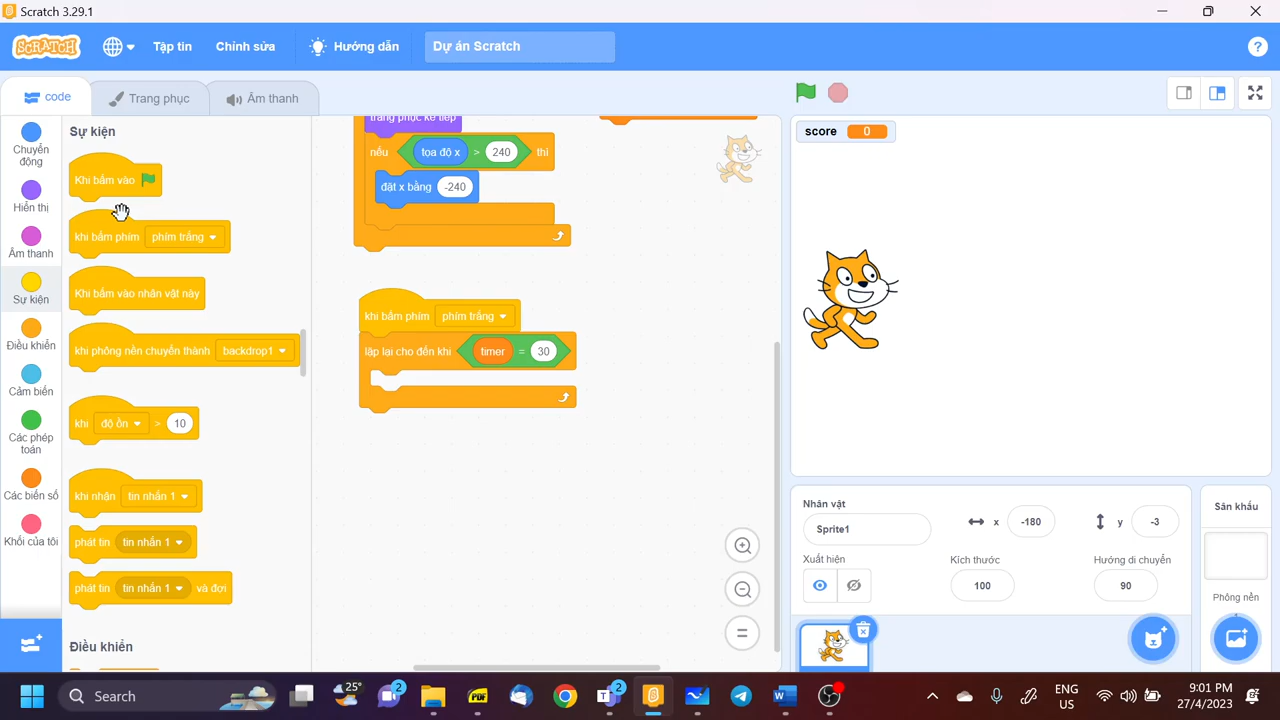 Scratch 3.29.1
SCRATCH
Tập tin
Chỉnh sửa
Hướng dẫn
Dự án Scratch
?
code
Trang phục
Âm thanh
Chuyển động
Hiển thị
Âm thanh
Sự kiện
Điều khiển
Cảm biến
Các phép toán
Các biến số
Khối của tôi
Sự kiện
Khi bấm vào
khi bấm phím phím trắng
Khi bấm vào nhân vật này
khi phông nền chuyển thành backdrop1
khi độ ồn > 10
khi nhận tin nhắn 1
phát tin tin nhắn 1
phát tin tin nhắn 1 và đợi
Điều khiển
trang phục kế tiếp
nếu tọa độ x > 240 thì
đặt x bằng -240
khi bấm phím phím trắng
lặp lại cho đến khi timer = 30
score 0
Nhân vật
Sprite1
x -180
y -3
Xuất hiện
Kích thước
100
Hướng di chuyển
90
Sân khấu
Phông nền
Search
25°
2
2
ENG
US
9:01 PM
27/4/2023